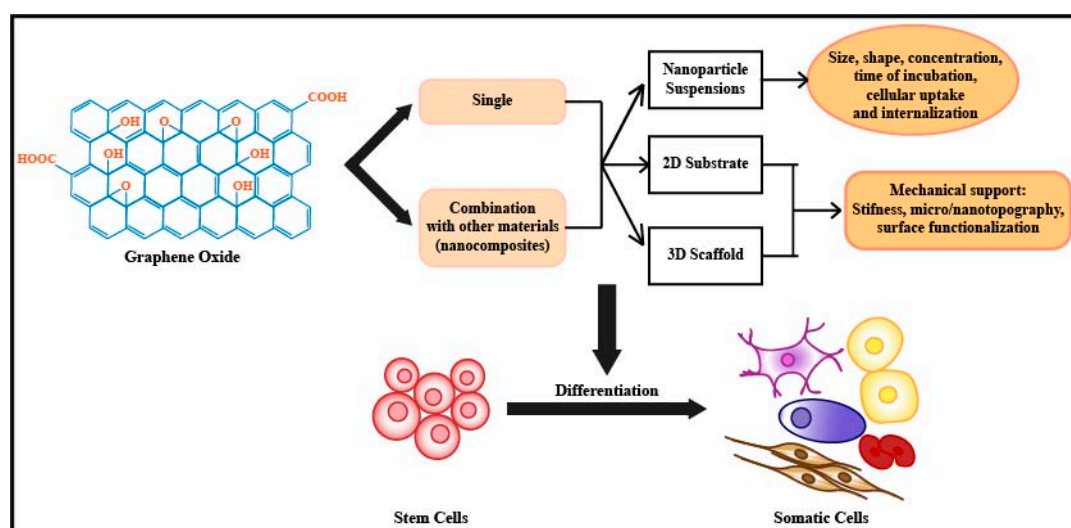 COOH
OH
O
O
HOOC
OH
OH
O
OH
Graphene Oxide
Single
Combination
with other materials
(nanocomposites)
Nanoparticle
Suspensions
2D Substrate
3D Scaffold
Size, shape, concentration,
time of incubation,
cellular uptake
and internalization
Mechanical support:
Stifness, micro/nanotopography,
surface functionalization
Differentiation
Stem Cells
Somatic Cells